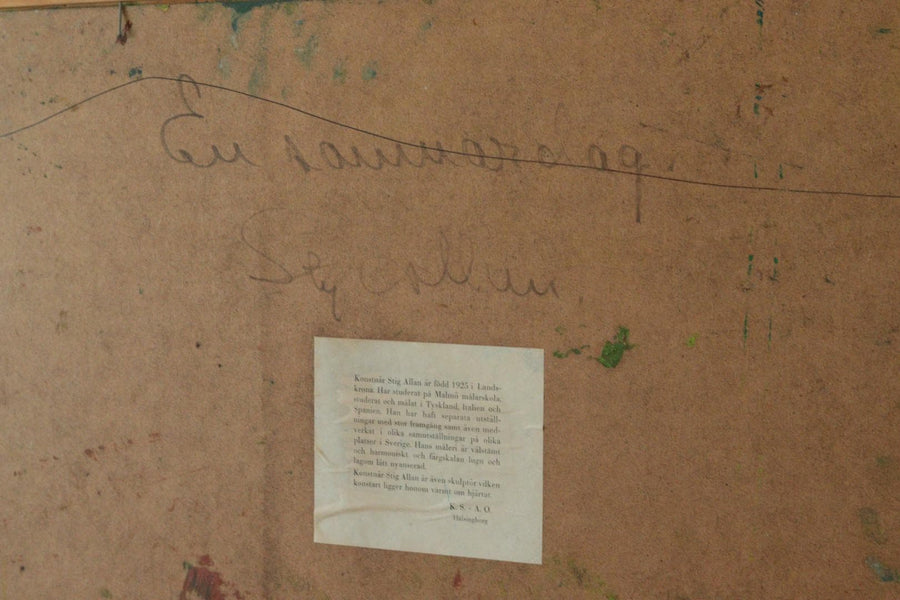 En sommardag.
Stig Allan
Konstnär Stig Allan är född 1925 i Lands-
krona. Har studerat på Malmö målarskola,
studerat och målat i Tyskland, Italien och
Spanien. Han har haft separata utställ-
ningar med stor framgång samt även med-
verkat i olika samutställningar på olika
platser i Sverige. Hans måleri är välstämt
och harmoniskt och färgskalan lugn och
lagom lätt nyanserad.
Konstnär Stig Allan är även skulptör vilken
konstart ligger honom varmt om hjärtat
K. S. - A. O.
Halsingborg